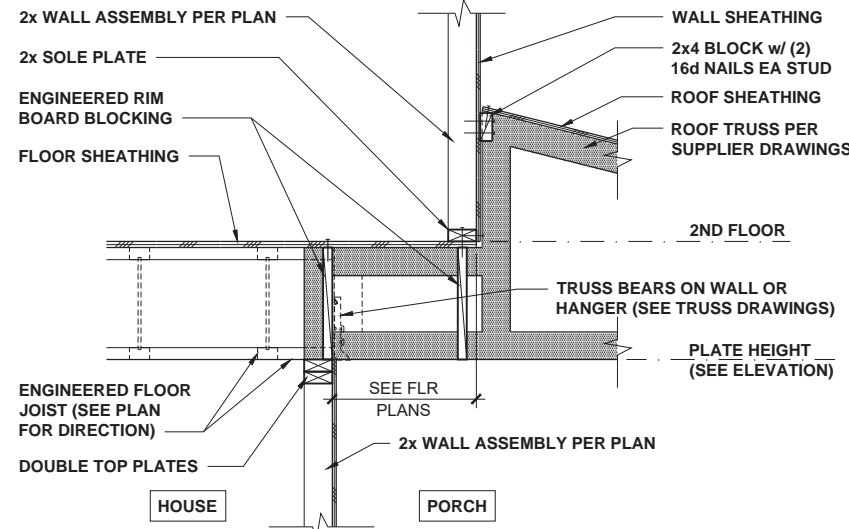 2x WALL ASSEMBLY PER PLAN
2x SOLE PLATE
ENGINEERED RIM
BOARD BLOCKING
FLOOR SHEATHING
WALL SHEATHING
2x4 BLOCK w/ (2)
16d NAILS EA STUD
ROOF SHEATHING
ROOF TRUSS PER
SUPPLIER DRAWINGS
2ND FLOOR
TRUSS BEARS ON WALL OR
HANGER (SEE TRUSS DRAWINGS)
PLATE HEIGHT
(SEE ELEVATION)
ENGINEERED FLOOR
JOIST (SEE PLAN
FOR DIRECTION)
DOUBLE TOP PLATES
SEE FLR
PLANS
2x WALL ASSEMBLY PER PLAN
HOUSE
PORCH